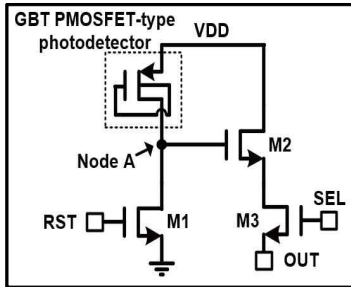 GBT PMOSFET-type
photodetector
VDD
M2
Node A
SEL
RST
M1
M3
OUT